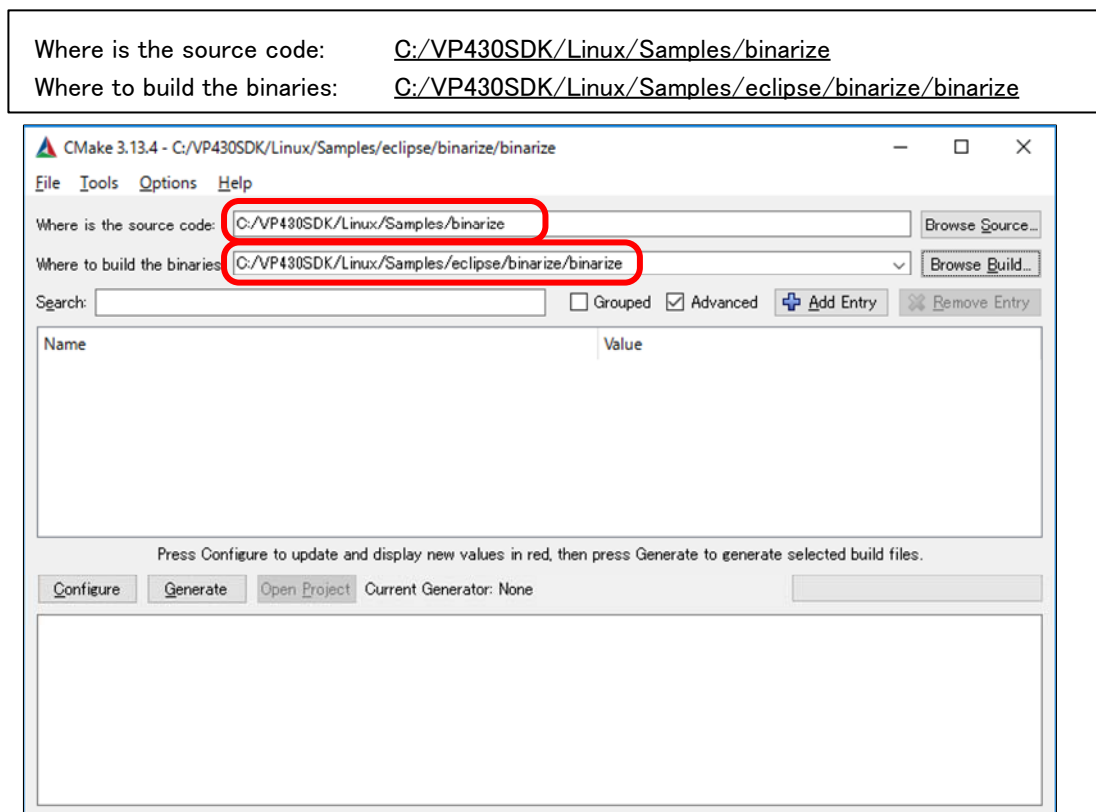 Where is the source code: C:/VP430SDK/Linux/Samples/binarize
Where to build the binaries: C:/VP430SDK/Linux/Samples/eclipse/binarize/binarize
CMake 3.13.4 - C:/VP430SDK/Linux/Samples/eclipse/binarize/binarize
File Tools Options Help
Where is the source code: C:/VP430SDK/Linux/Samples/binarize Browse Source...
Where to build the binaries C:/VP430SDK/Linux/Samples/eclipse/binarize/binarize Browse Build...
Search: Grouped Advanced Add Entry Remove Entry
Name Value
Press Configure to update and display new values in red, then press Generate to generate selected build files.
Configure Generate Open Project Current Generator: None